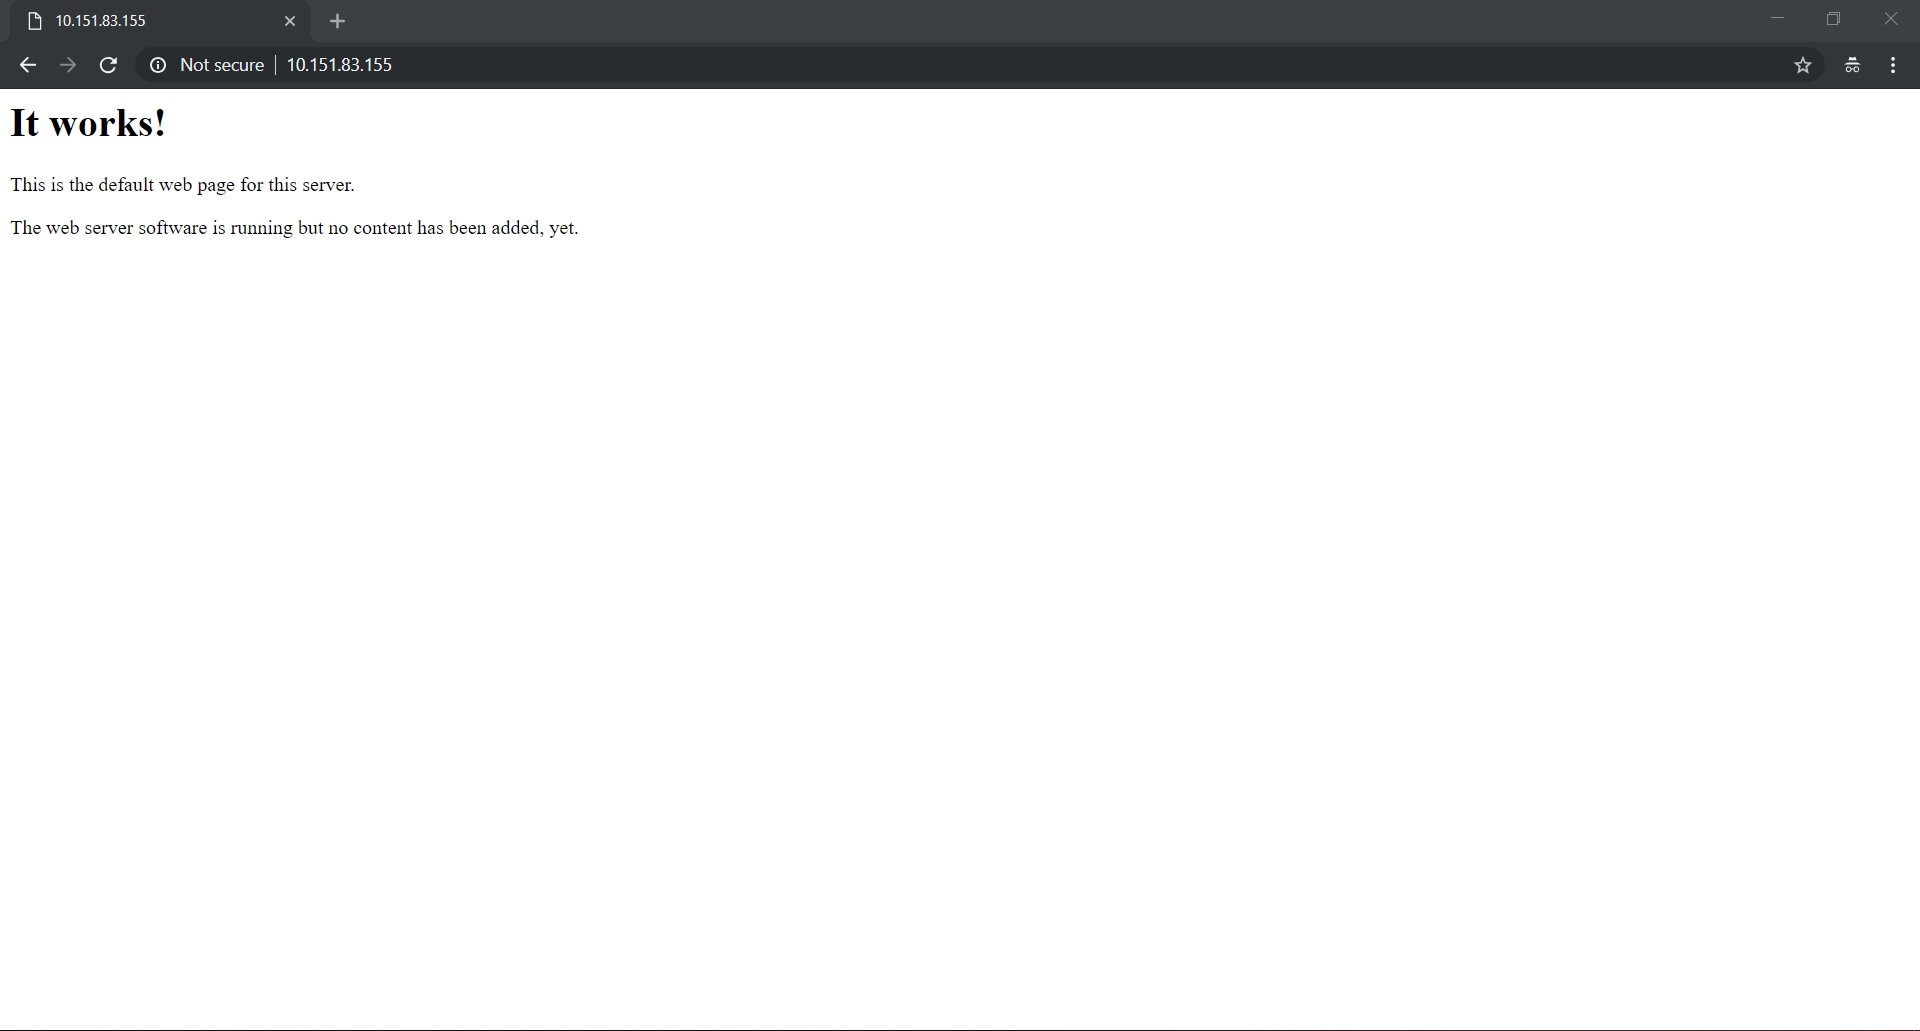 10.151.83.155
Not secure 10.151.83.155
It works!
This is the default web page for this server.
The web server software is running but no content has been added, yet.